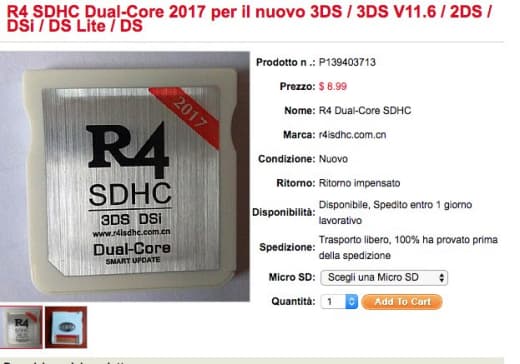 R4 SDHC Dual-Core 2017 per il nuovo 3DS / 3DS V11.6 / 2DS /
DSi / DS Lite / DS
2017
R4
SDHC
3DS DSi
www.r4isdhc.com.cn
Dual-Core
SMART UPDATE
Prodotto n .: P139403713
Prezzo: $ 8.99
Nome: R4 Dual-Core SDHC
Marca: r4isdhc.com.cn
Condizione: Nuovo
Ritorno: Ritorno impensato
Disponibilità: Disponibile, Spedito entro 1 giorno
lavorativo
Spedizione: Trasporto libero, 100% ha provato prima
della spedizione
Micro SD: Scegli una Micro SD
Quantità: 1 Add To Cart
R4
SDHC